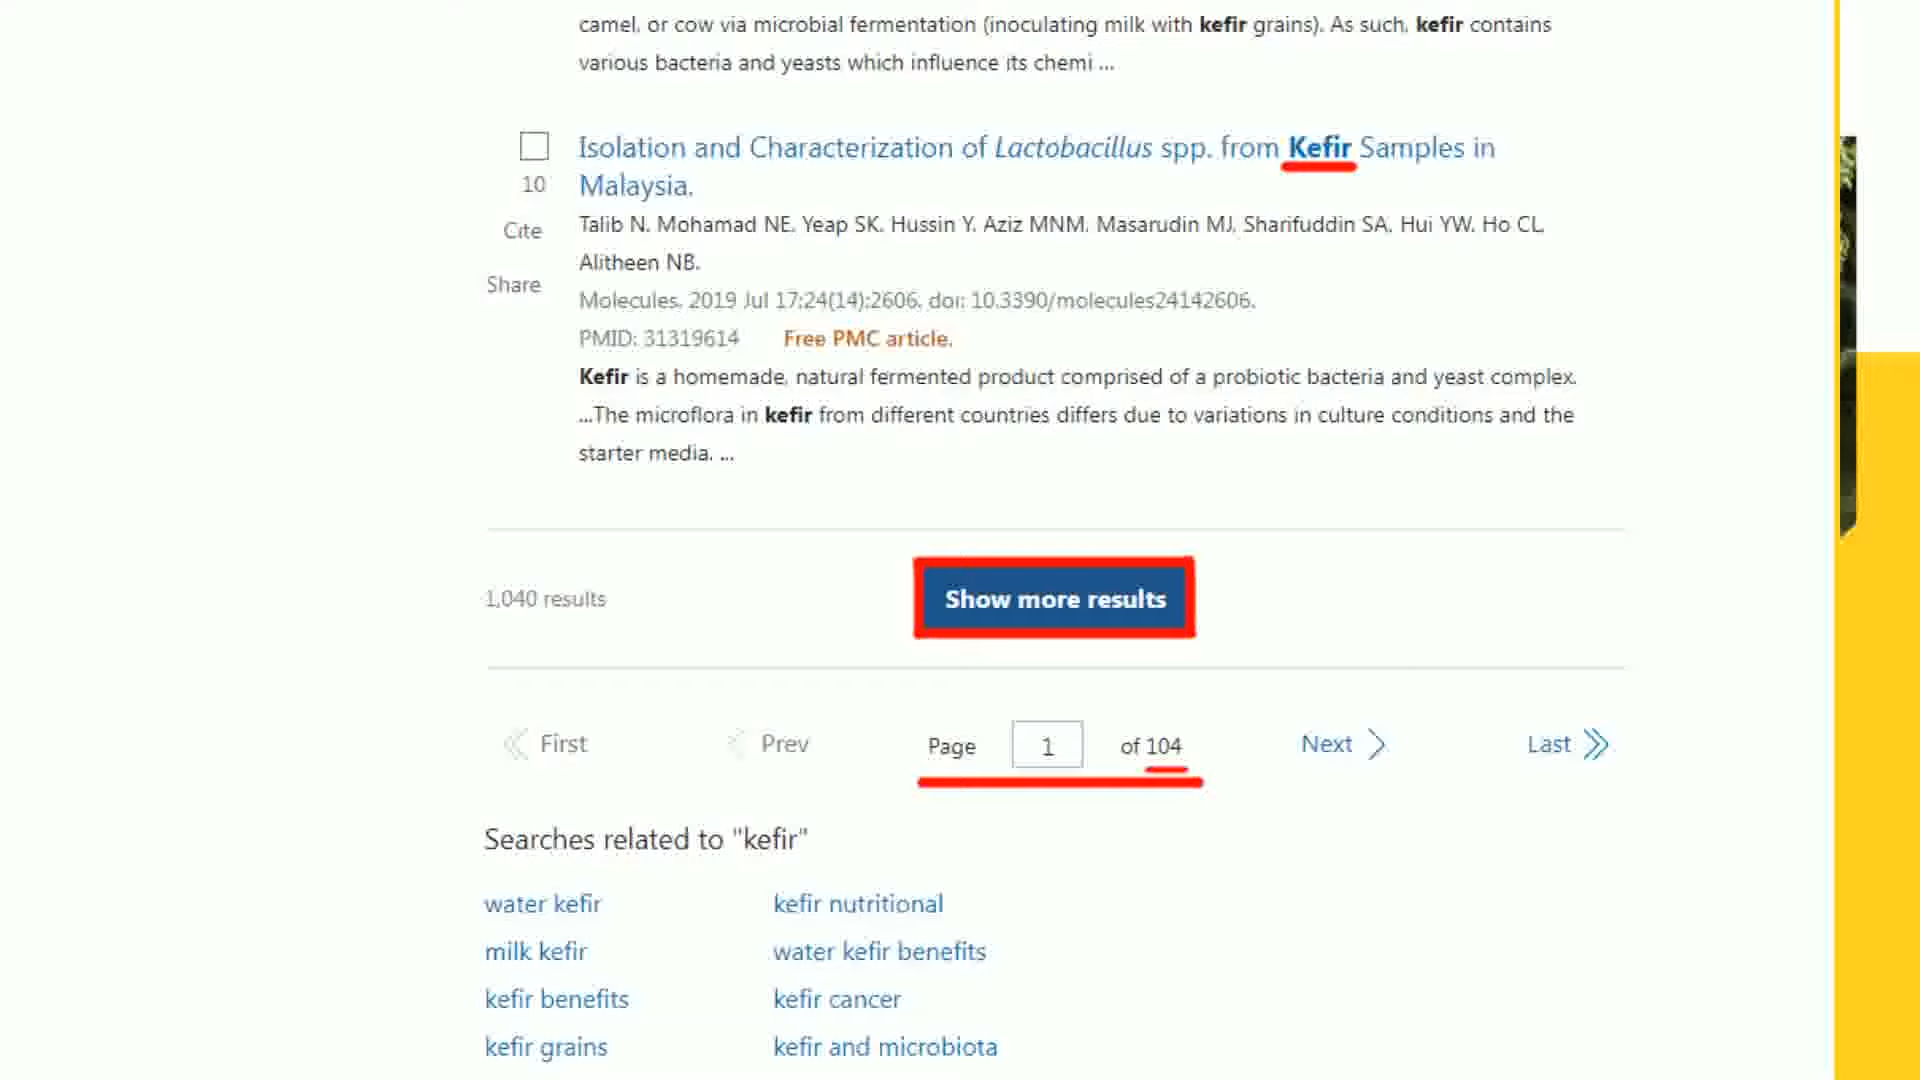 camel, or cow via microbial fermentation (inoculating milk with kefir grains). As such, kefir contains
various bacteria and yeasts which influence its chemi ...
Isolation and Characterization of Lactobacillus spp. from Kefir Samples in
Malaysia.
10
Cite
Share
Talib N, Mohamad NE, Yeap SK, Hussin Y, Aziz MNM, Masarudin MJ, Sharifuddin SA, Hui YW, Ho CL,
Alitheen NB.
Molecules. 2019 Jul 17;24(14):2606. doi: 10.3390/molecules24142606.
PMID: 31319614 Free PMC article.
Kefir is a homemade, natural fermented product comprised of a probiotic bacteria and yeast complex.
...The microflora in kefir from different countries differs due to variations in culture conditions and the
starter media. ...
1,040 results
Show more results
First Prev Page 1 of 104 Next Last
Searches related to "kefir"
water kefir
milk kefir
kefir benefits
kefir grains
kefir nutritional
water kefir benefits
kefir cancer
kefir and microbiota